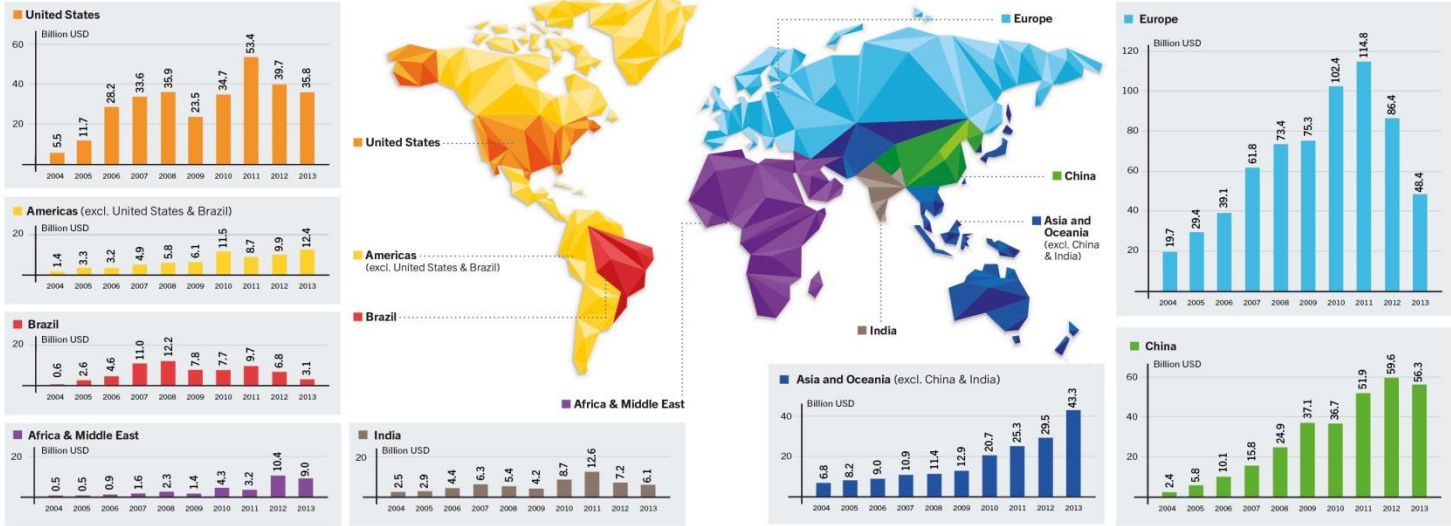 United States
Billion USD
60
40
20
5.5 11.7 28.2 33.6 35.9 23.5 34.7 53.4 39.7 35.8
2004 2005 2006 2007 2008 2009 2010 2011 2012 2013
Americas (excl. United States & Brazil)
Billion USD
20
1.4 3.3 3.2 4.9 5.8 6.1 11.5 8.7 9.9 12.4
2004 2005 2006 2007 2008 2009 2010 2011 2012 2013
Brazil
Billion USD
20
0.6 2.6 4.6 11.0 12.2 7.8 7.7 9.7 6.8 3.1
2004 2005 2006 2007 2008 2009 2010 2011 2012 2013
Africa & Middle East
Billion USD
20
0.5 0.5 0.9 1.6 2.3 1.4 4.3 3.2 10.4 9.0
2004 2005 2006 2007 2008 2009 2010 2011 2012 2013
United States
Americas
(excl. United States & Brazil)
Brazil
Africa & Middle East
India
Billion USD
20
2.5 2.9 4.4 6.3 5.4 4.2 8.7 12.6 7.2 6.1
2004 2005 2006 2007 2008 2009 2010 2011 2012 2013
Europe
China
Asia and
Oceania
(excl. China
& India)
India
Asia and Oceania (excl. China & India)
Billion USD
40
20
6.8 8.2 9.0 10.9 11.4 12.9 20.7 25.3 29.5 43.3
2004 2005 2006 2007 2008 2009 2010 2011 2012 2013
Europe
Billion USD
120
100
80
60
40
20
19.7 29.4 39.1 61.8 73.4 75.3 102.4 114.8 86.4 48.4
2004 2005 2006 2007 2008 2009 2010 2011 2012 2013
China
Billion USD
60
40
20
2.4 5.8 10.1 15.8 24.9 37.1 36.7 51.9 59.6 56.3
2004 2005 2006 2007 2008 2009 2010 2011 2012 2013